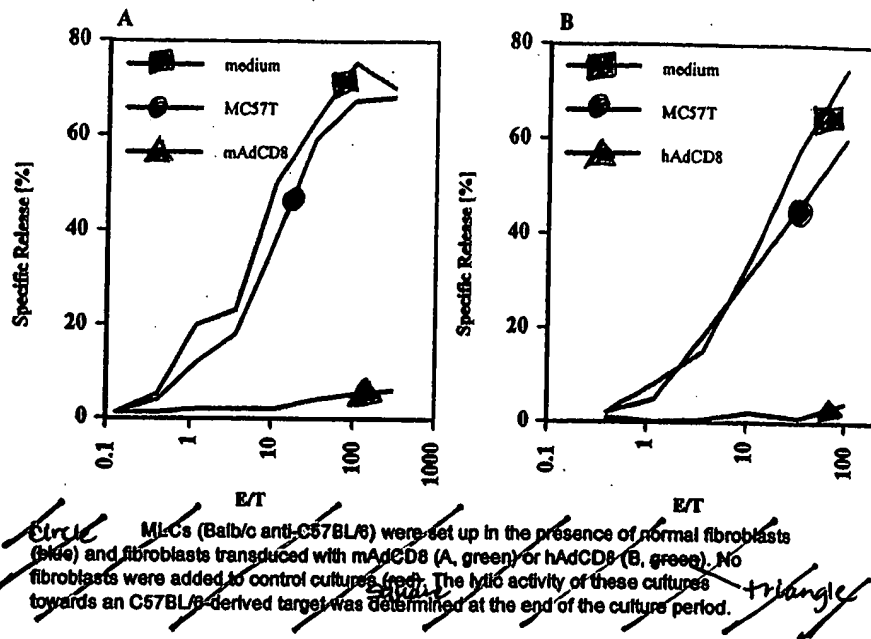 A
B
80
60
40
20
0
Specific Release [%]
medium
MC57T
mAdCD8
0.1
1
10
100
1000
E/T
80
60
40
20
0
Specific Release [%]
medium
MC57T
hAdCD8
0.1
1
10
100
E/T
circle MLCs (Balb/c anti-C57BL/6) were set up in the presence of normal fibroblasts
(blue) and fibroblasts transduced with mAdCD8 (A, green) or hAdCD8 (B, green). No
fibroblasts were added to control cultures (red). The lytic activity of these cultures
square triangle
towards an C57BL/6-derived target was determined at the end of the culture period.